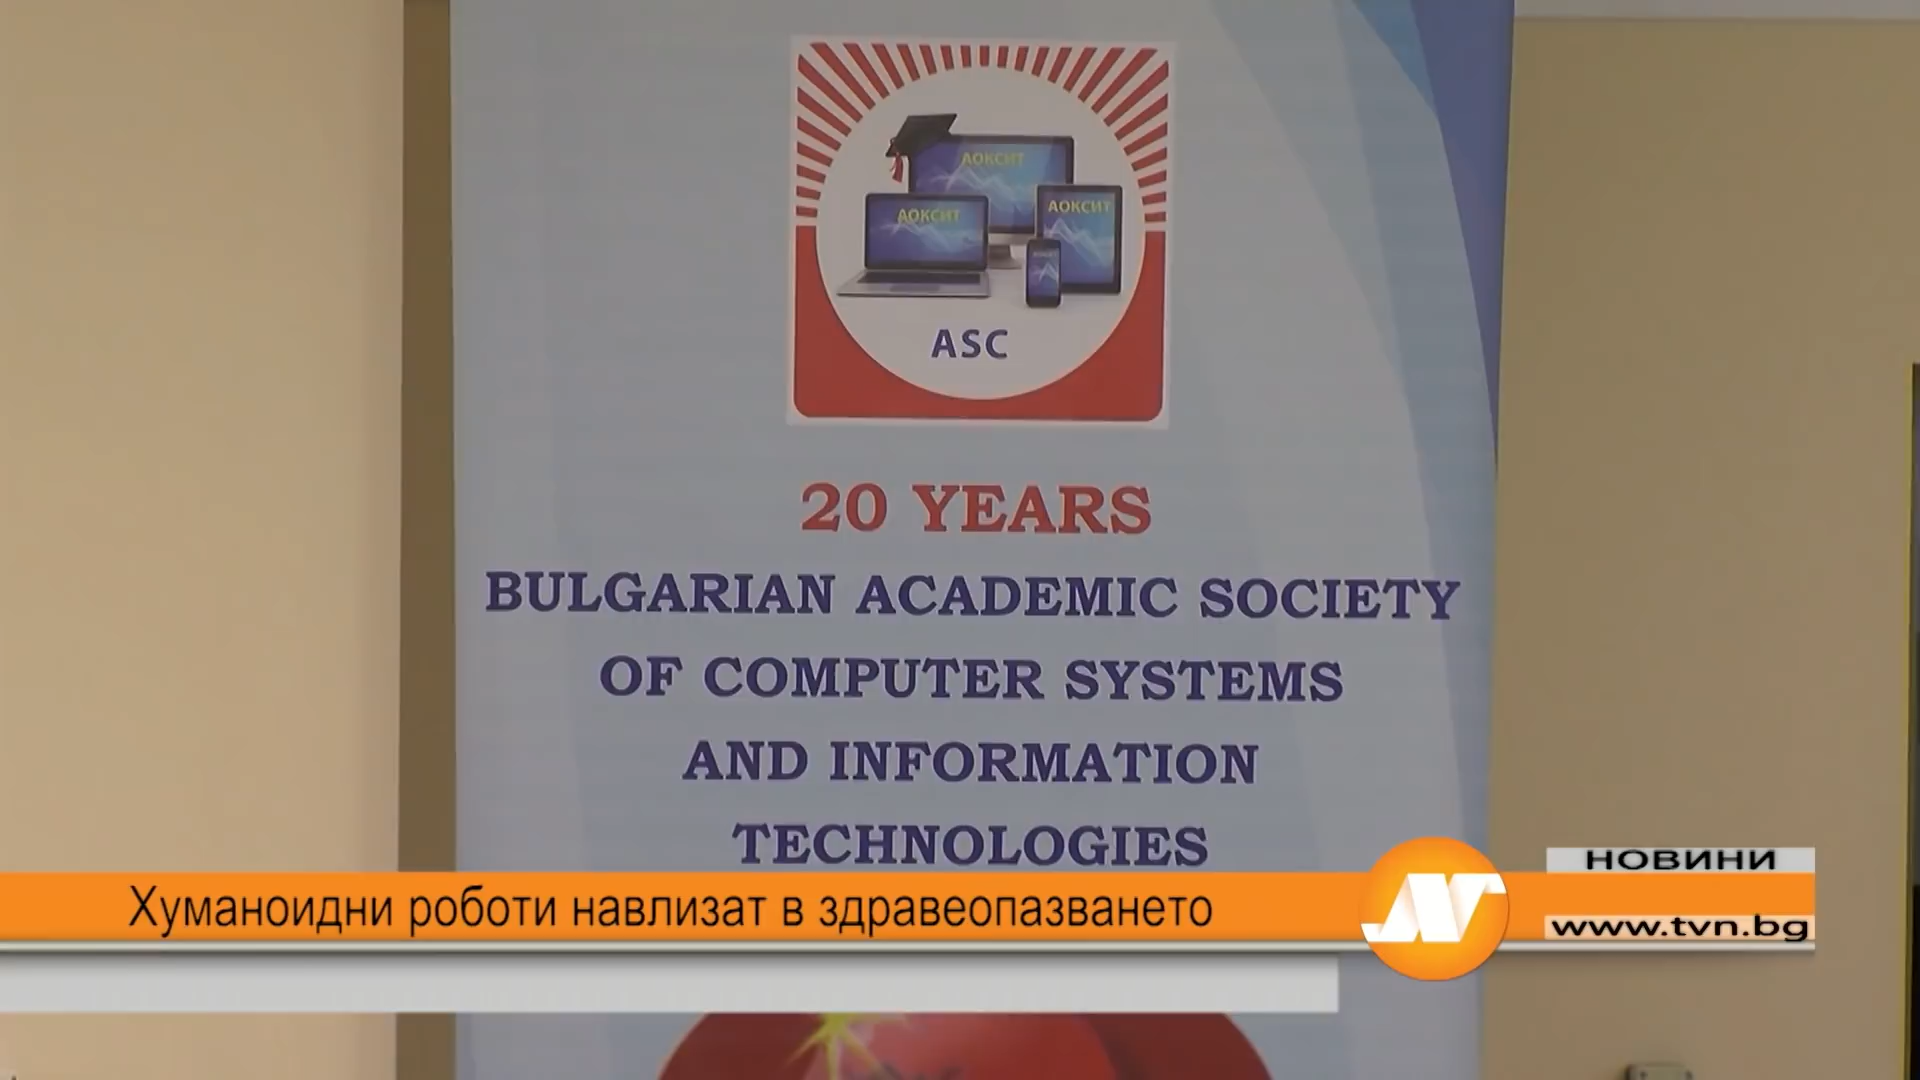 АОКСИТ
АОКСИТ
АОКСИТ
АОКСИТ
ASC
20 YEARS
BULGARIAN ACADEMIC SOCIETY
OF COMPUTER SYSTEMS
AND INFORMATION
TECHNOLOGIES
Хуманоидни роботи навлизат в здравеопазването
НОВИНИ
www.tvn.bg